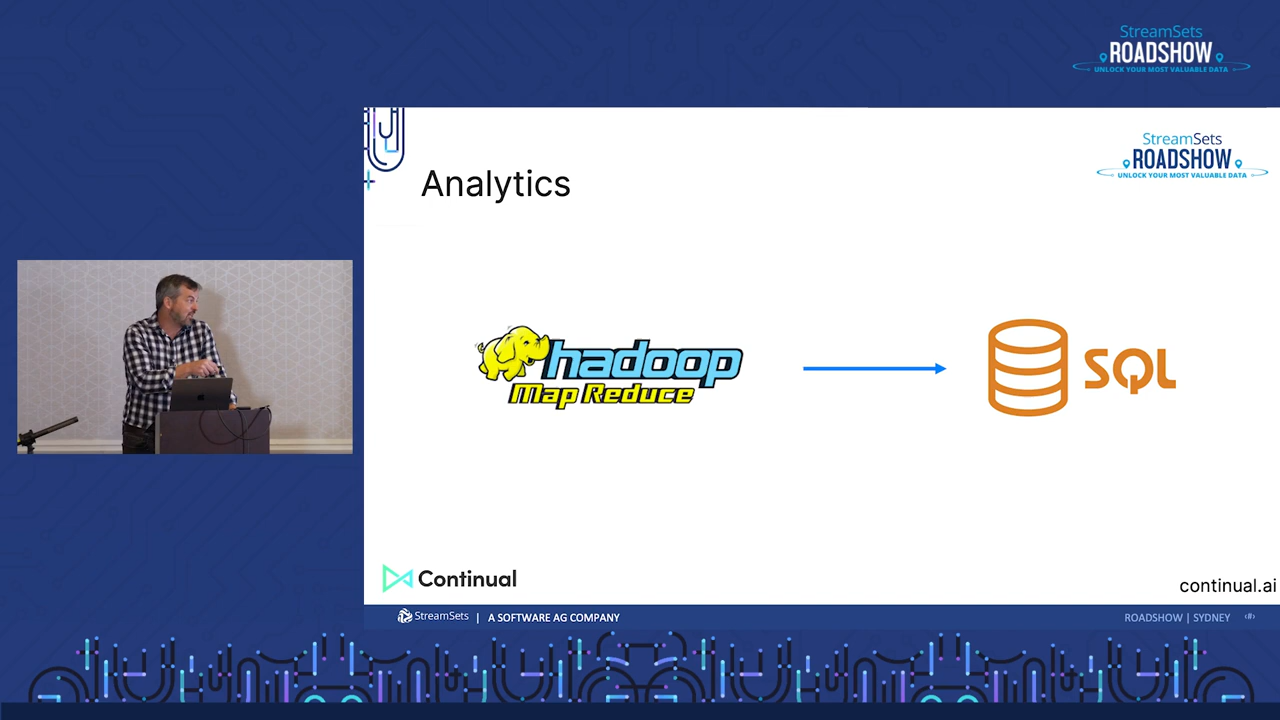 StreamSets
ROADSHOW
UNLOCK YOUR MOST VALUABLE DATA
StreamSets
ROADSHOW
UNLOCK YOUR MOST VALUABLE DATA
Analytics
hadoop
Map Reduce
SQL
Continual
continual.ai
StreamSets | A SOFTWARE AG COMPANY
ROADSHOW | SYDNEY ‹#›